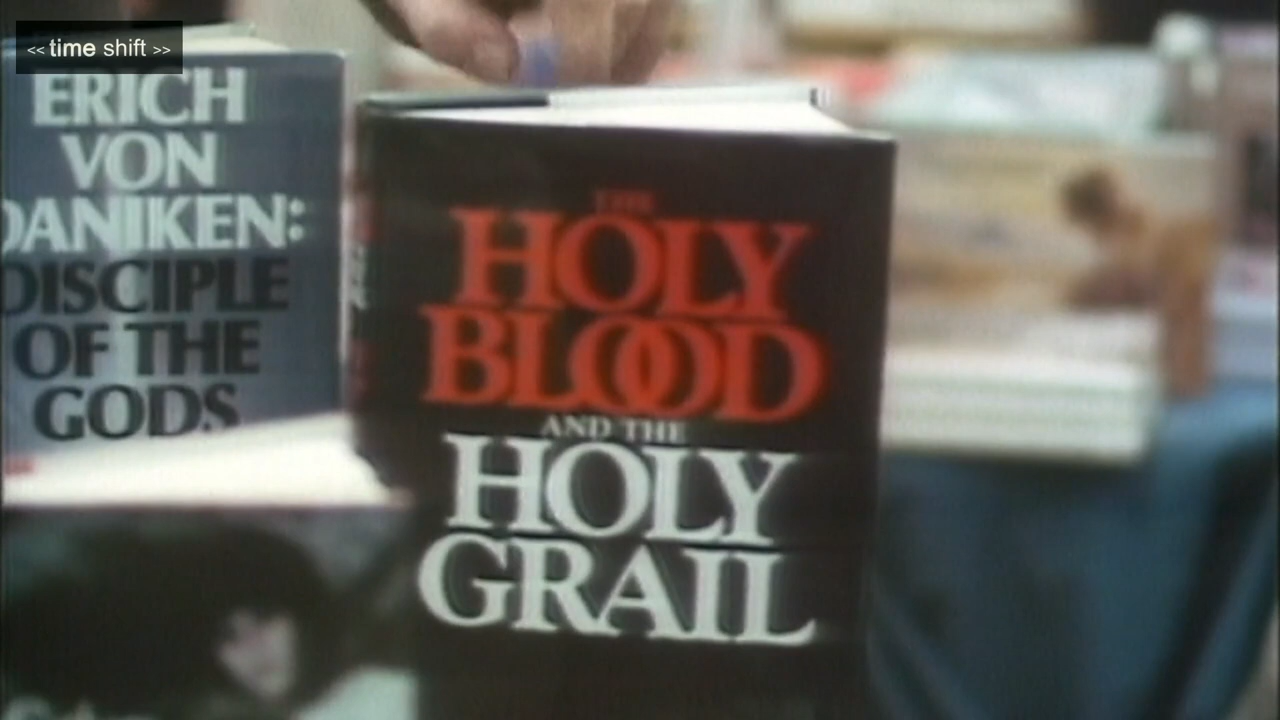 << time shift >>
ERICH
VON
DANIKEN:
DISCIPLE
OF THE
GODS
THE
HOLY
BLOOD
AND THE
HOLY
GRAIL